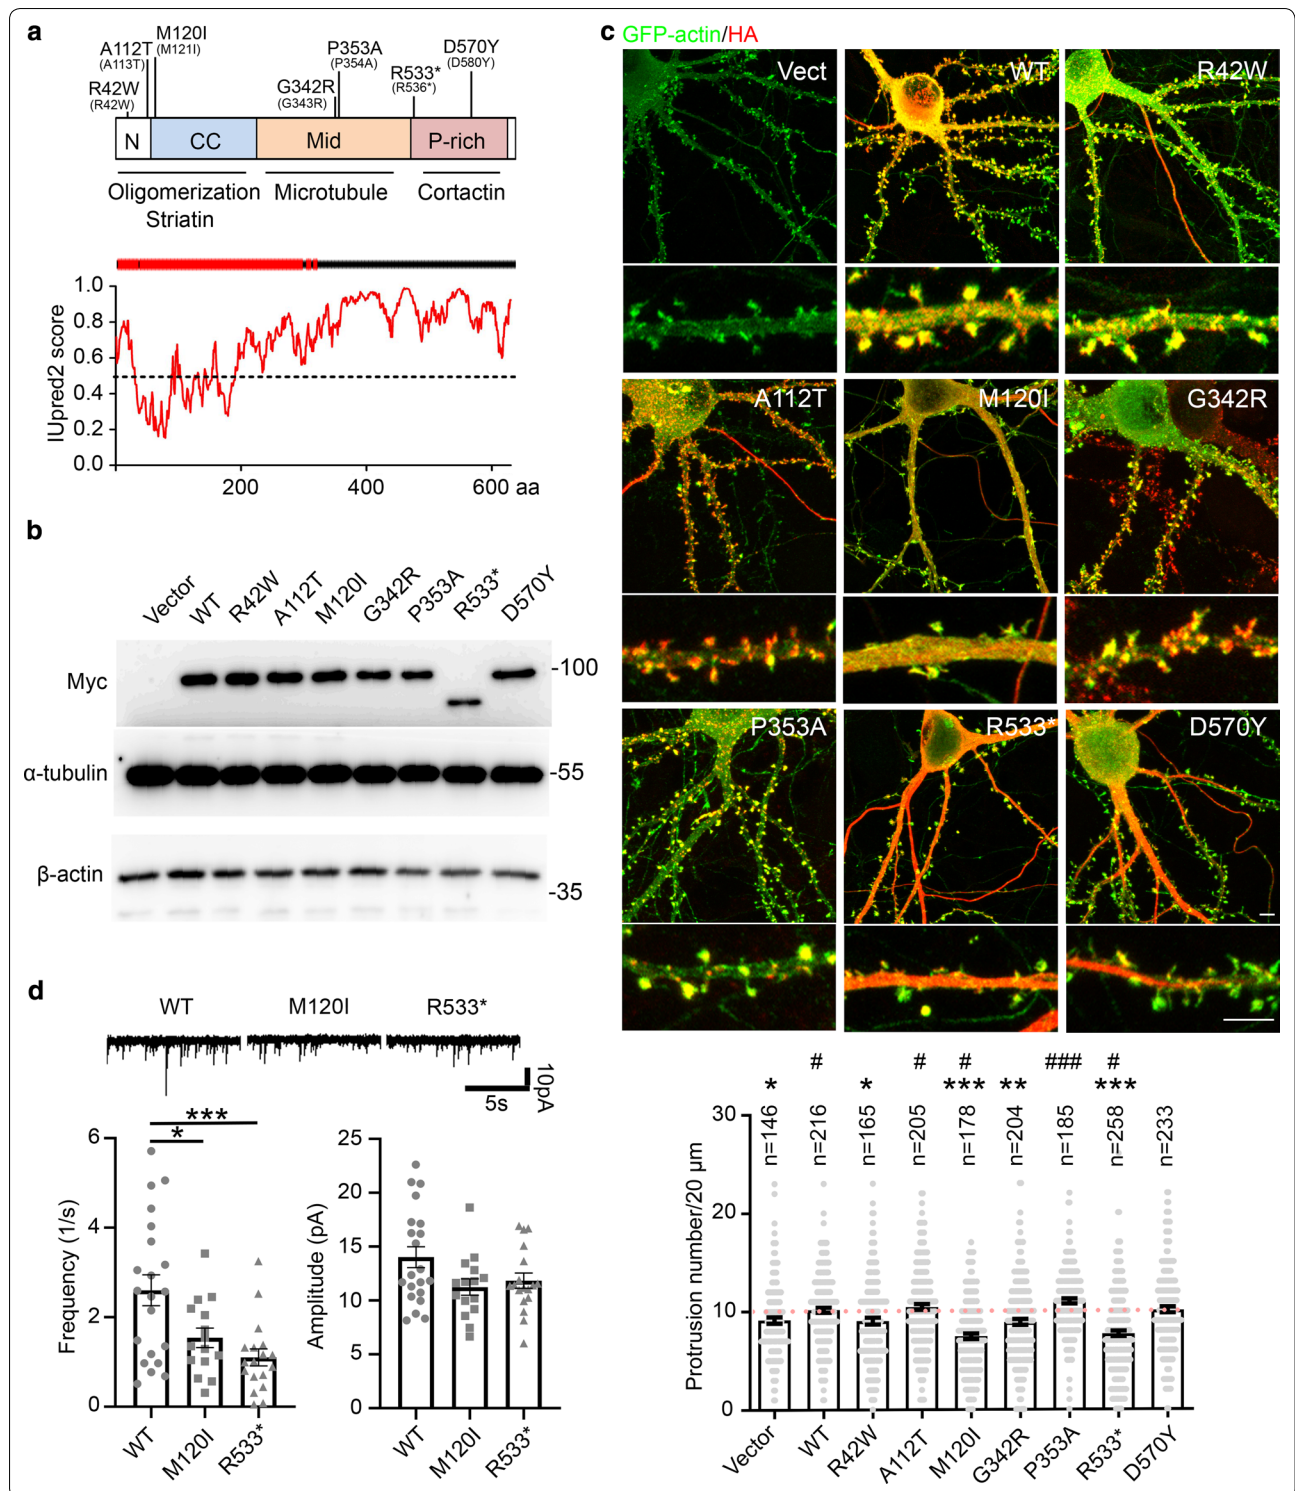 a
M120I
(M121I)
A112T
(A113T)
R42W
(R42W)
P353A
(P354A)
G342R
(G343R)
R533*
(R536*)
D570Y
(D580Y)
N
CC
Mid
P-rich
Oligomerization
Striatin
Microtubule
Cortactin
IUpred2 score
1.0
0.8
0.6
0.4
0.2
0.0
200
400
600 aa
b
Vector
WT
R42W
A112T
M120I
G342R
P353A
R533*
D570Y
Myc
-100
α-tubulin
-55
β-actin
-35
c
GFP-actin/HA
Vect
WT
R42W
A112T
M120I
G342R
P353A
R533*
D570Y
# # # ### #
* * *** ** ***
Protrusion number/20 μm
30
20
10
0
n=146
n=216
n=165
n=205
n=178
n=204
n=185
n=258
n=233
Vector
WT
R42W
A112T
M120I
G342R
P353A
R533*
D570Y
d
WT
M120I
R533*
10pA
5s
Frequency (1/s)
***
*
6
4
2
0
WT
M120I
R533*
Amplitude (pA)
25
20
15
10
5
0
WT
M120I
R533*